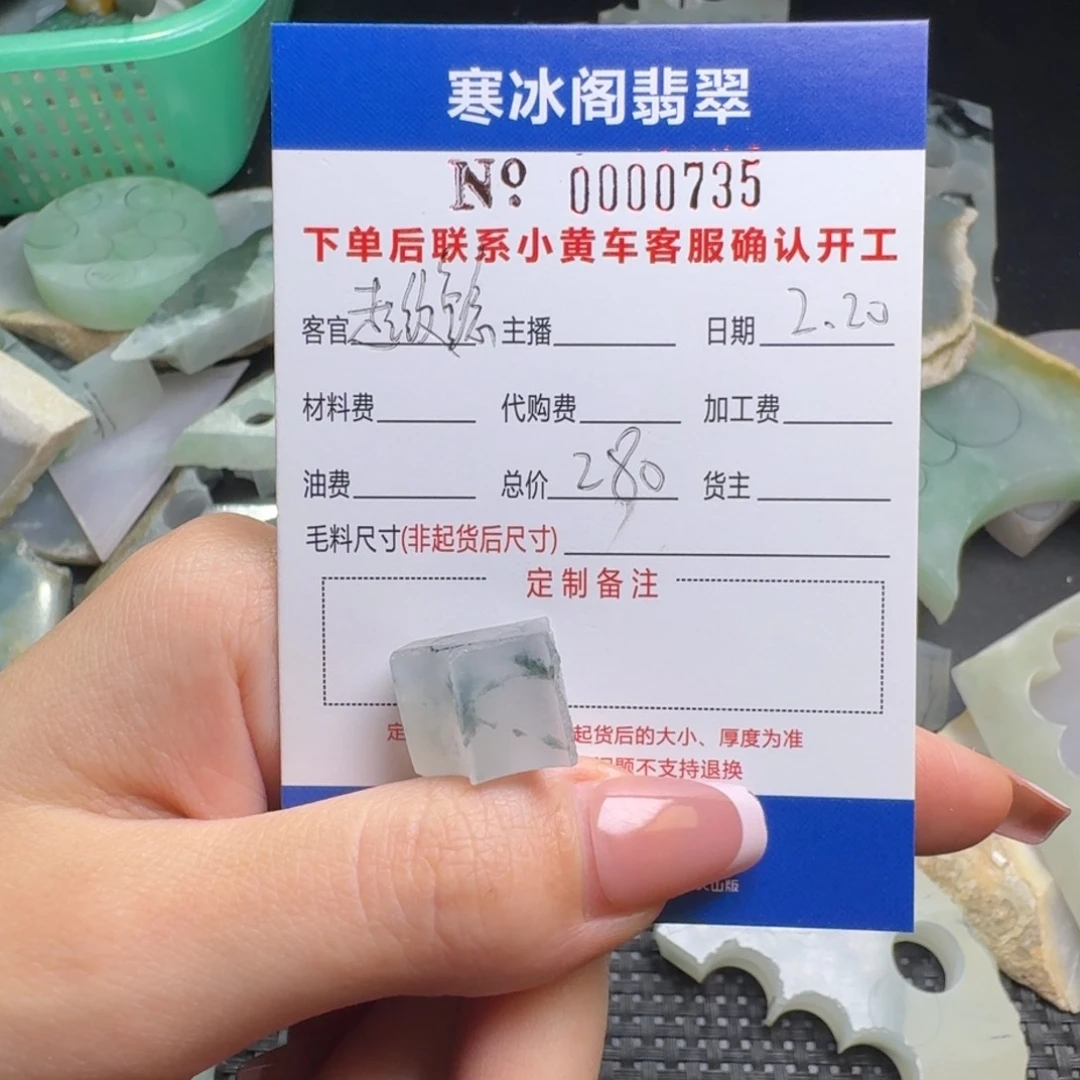 寒冰阁翡翠
Nº 0000735
下单后联系小黄车客服确认开工
客官 主播 日期 2.20
材料费 代购费 加工费
油费 总价 280 货主
毛料尺寸(非起货后尺寸)
定制备注
定 起货后的大小、厚度为准
题不支持退换
山版